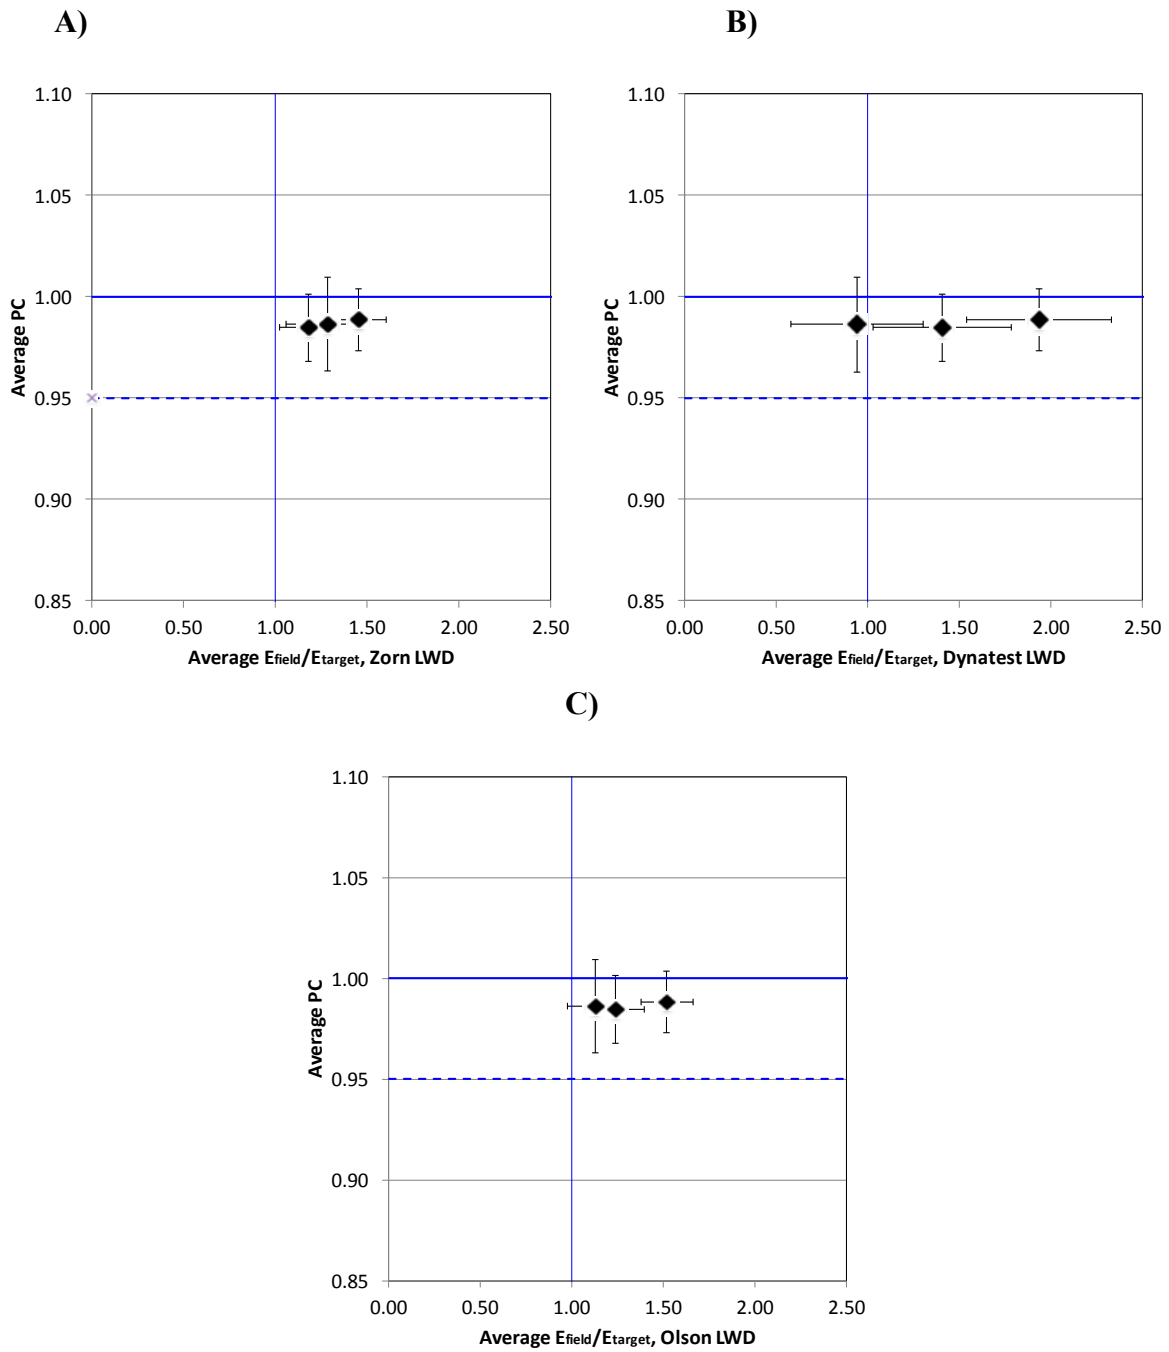 A)
1.10
1.05
1.00
0.95
0.90
0.85
Average PC
0.00 0.50 1.00 1.50 2.00 2.50
Average Efield/Etarget, Zorn LWD
B)
1.10
1.05
1.00
0.95
0.90
0.85
Average PC
0.00 0.50 1.00 1.50 2.00 2.50
Average Efield/Etarget, Dynatest LWD
C)
1.10
1.05
1.00
0.95
0.90
0.85
Average PC
0.00 0.50 1.00 1.50 2.00 2.50
Average Efield/Etarget, Olson LWD